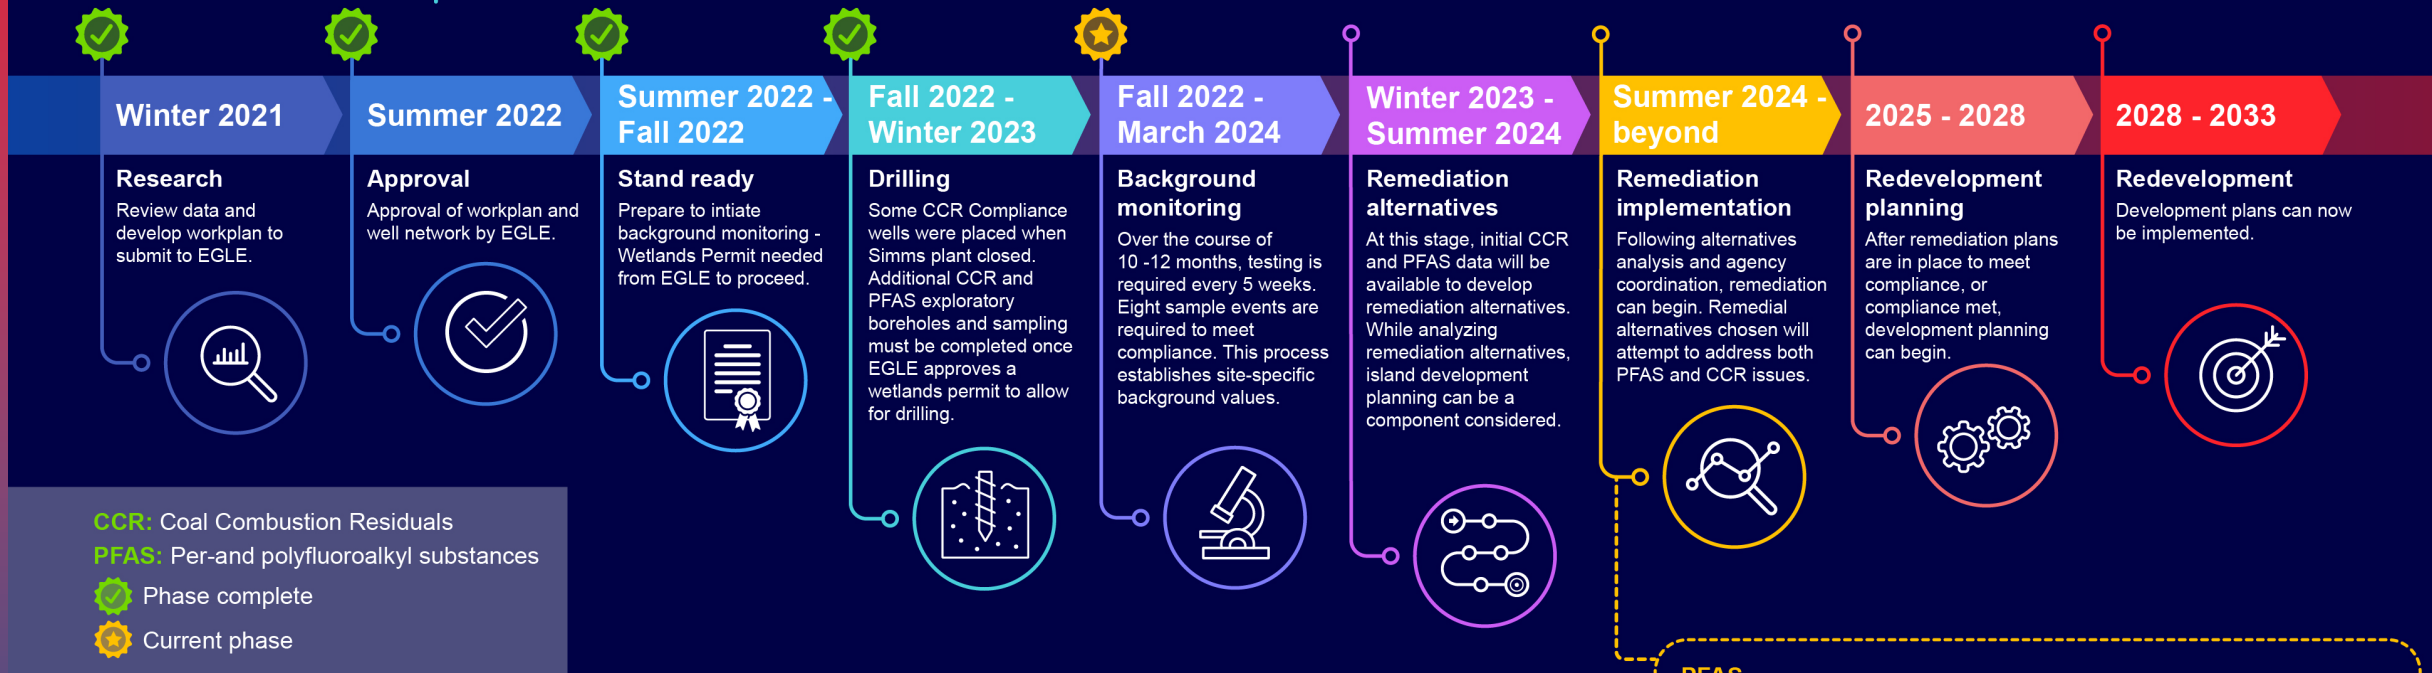 Winter 2021
Research
Review data and
develop workplan to
submit to EGLE.
Summer 2022
Approval
Approval of workplan and
well network by EGLE.
Summer 2022 -
Fall 2022
Stand ready
Prepare to intiate
background monitoring -
Wetlands Permit needed
from EGLE to proceed.
Fall 2022 -
Winter 2023
Drilling
Some CCR Compliance
wells were placed when
Simms plant closed.
Additional CCR and
PFAS exploratory
boreholes and sampling
must be completed once
EGLE approves a
wetlands permit to allow
for drilling.
Fall 2022 -
March 2024
Background
monitoring
Over the course of
10 -12 months, testing is
required every 5 weeks.
Eight sample events are
required to meet
compliance. This process
establishes site-specific
background values.
Winter 2023 -
Summer 2024
Remediation
alternatives
At this stage, initial CCR
and PFAS data will be
available to develop
remediation alternatives.
While analyzing
remediation alternatives,
island development
planning can be a
component considered.
Summer 2024 -
beyond
Remediation
implementation
Following alternatives
analysis and agency
coordination, remediation
can begin. Remedial
alternatives chosen will
attempt to address both
PFAS and CCR issues.
2025 - 2028
Redevelopment
planning
After remediation plans
are in place to meet
compliance, or
compliance met,
development planning
can begin.
2028 - 2033
Redevelopment
Development plans can now
be implemented.
CCR: Coal Combustion Residuals
PFAS: Per-and polyfluoroalkyl substances
Phase complete
Current phase
PFAS